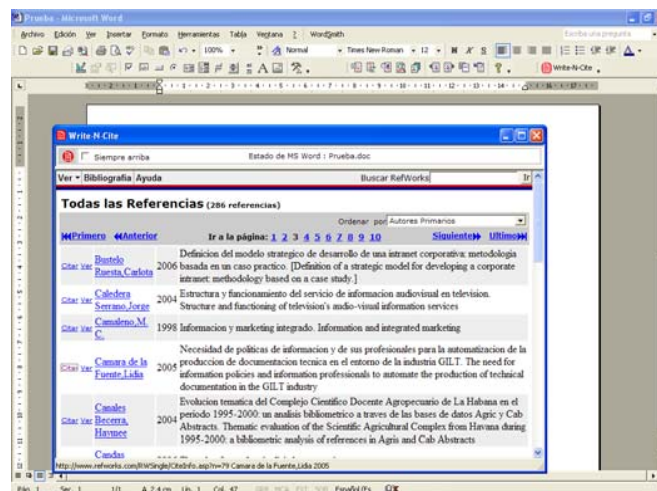 Prueba - Microsoft Word
Archivo Edición Ver Insertar Formato Herramientas Tabla Ventana ? WordSmith
Escriba una pregunta
100% Normal Times New Roman 12 N K S
Write-N-Cite
Write-N-Cite
Siempre arriba
Estado de MS Word : Prueba.doc
Ver Bibliografía Ayuda
Buscar RefWorks
Ir
Todas las Referencias (286 referencias)
Ordenar por Autores Primarios
Primero Anterior Ir a la página: 1 2 3 4 5 6 7 8 9 10 Siguiente Ultimo
Citar Ver Bustelo Ruesta,Carlota 2006
Definicion del modelo strategico de desarrollo de una intranet corporativa: metodologia
basada en un caso practico. [Definition of a strategic model for developing a corporate
intranet: methodology based on a case study.]
Citar Ver Caledera Serrano,Jorge 2004
Estructura y funcionamiento del servicio de informacion audiovisual en television.
Structure and functioning of television's audio-visual information services
Citar Ver Camaleno,M. C. 1998 Informacion y marketing integrado. Information and integrated marketing
Citar Ver Camara de la Fuente,Lidia 2005
Necesidad de politicas de informacion y de sus profesionales para la automatizacion de la
produccion de documentacion tecnica en el entorno de la industria GILT. The need for
information policies and information professionals to automate the production of technical
documentation in the GILT industry
Citar Ver Canales Becerra, Haymee 2004
Evolucion tematica del Complejo Cientifico Docente Agropecuario de La Habana en el
periodo 1995-2000: un analisis bibliometrico a traves de las bases de datos Agric y Cab
Abstracts. Thematic evaluation of the Scientific Agricultural Complex from Havana during
1995-2000: a bibliometric analysis of references in Agris and Cab Abstracts
Candas
http://www.refworks.com/RWSingle/CiteInfo.asp?n=79 Camara de la Fuente,Lidia 2005
Pág. 1 Sec. 1 1/1 A 2,4 cm Lín. 1 Col. 47 Español (Es